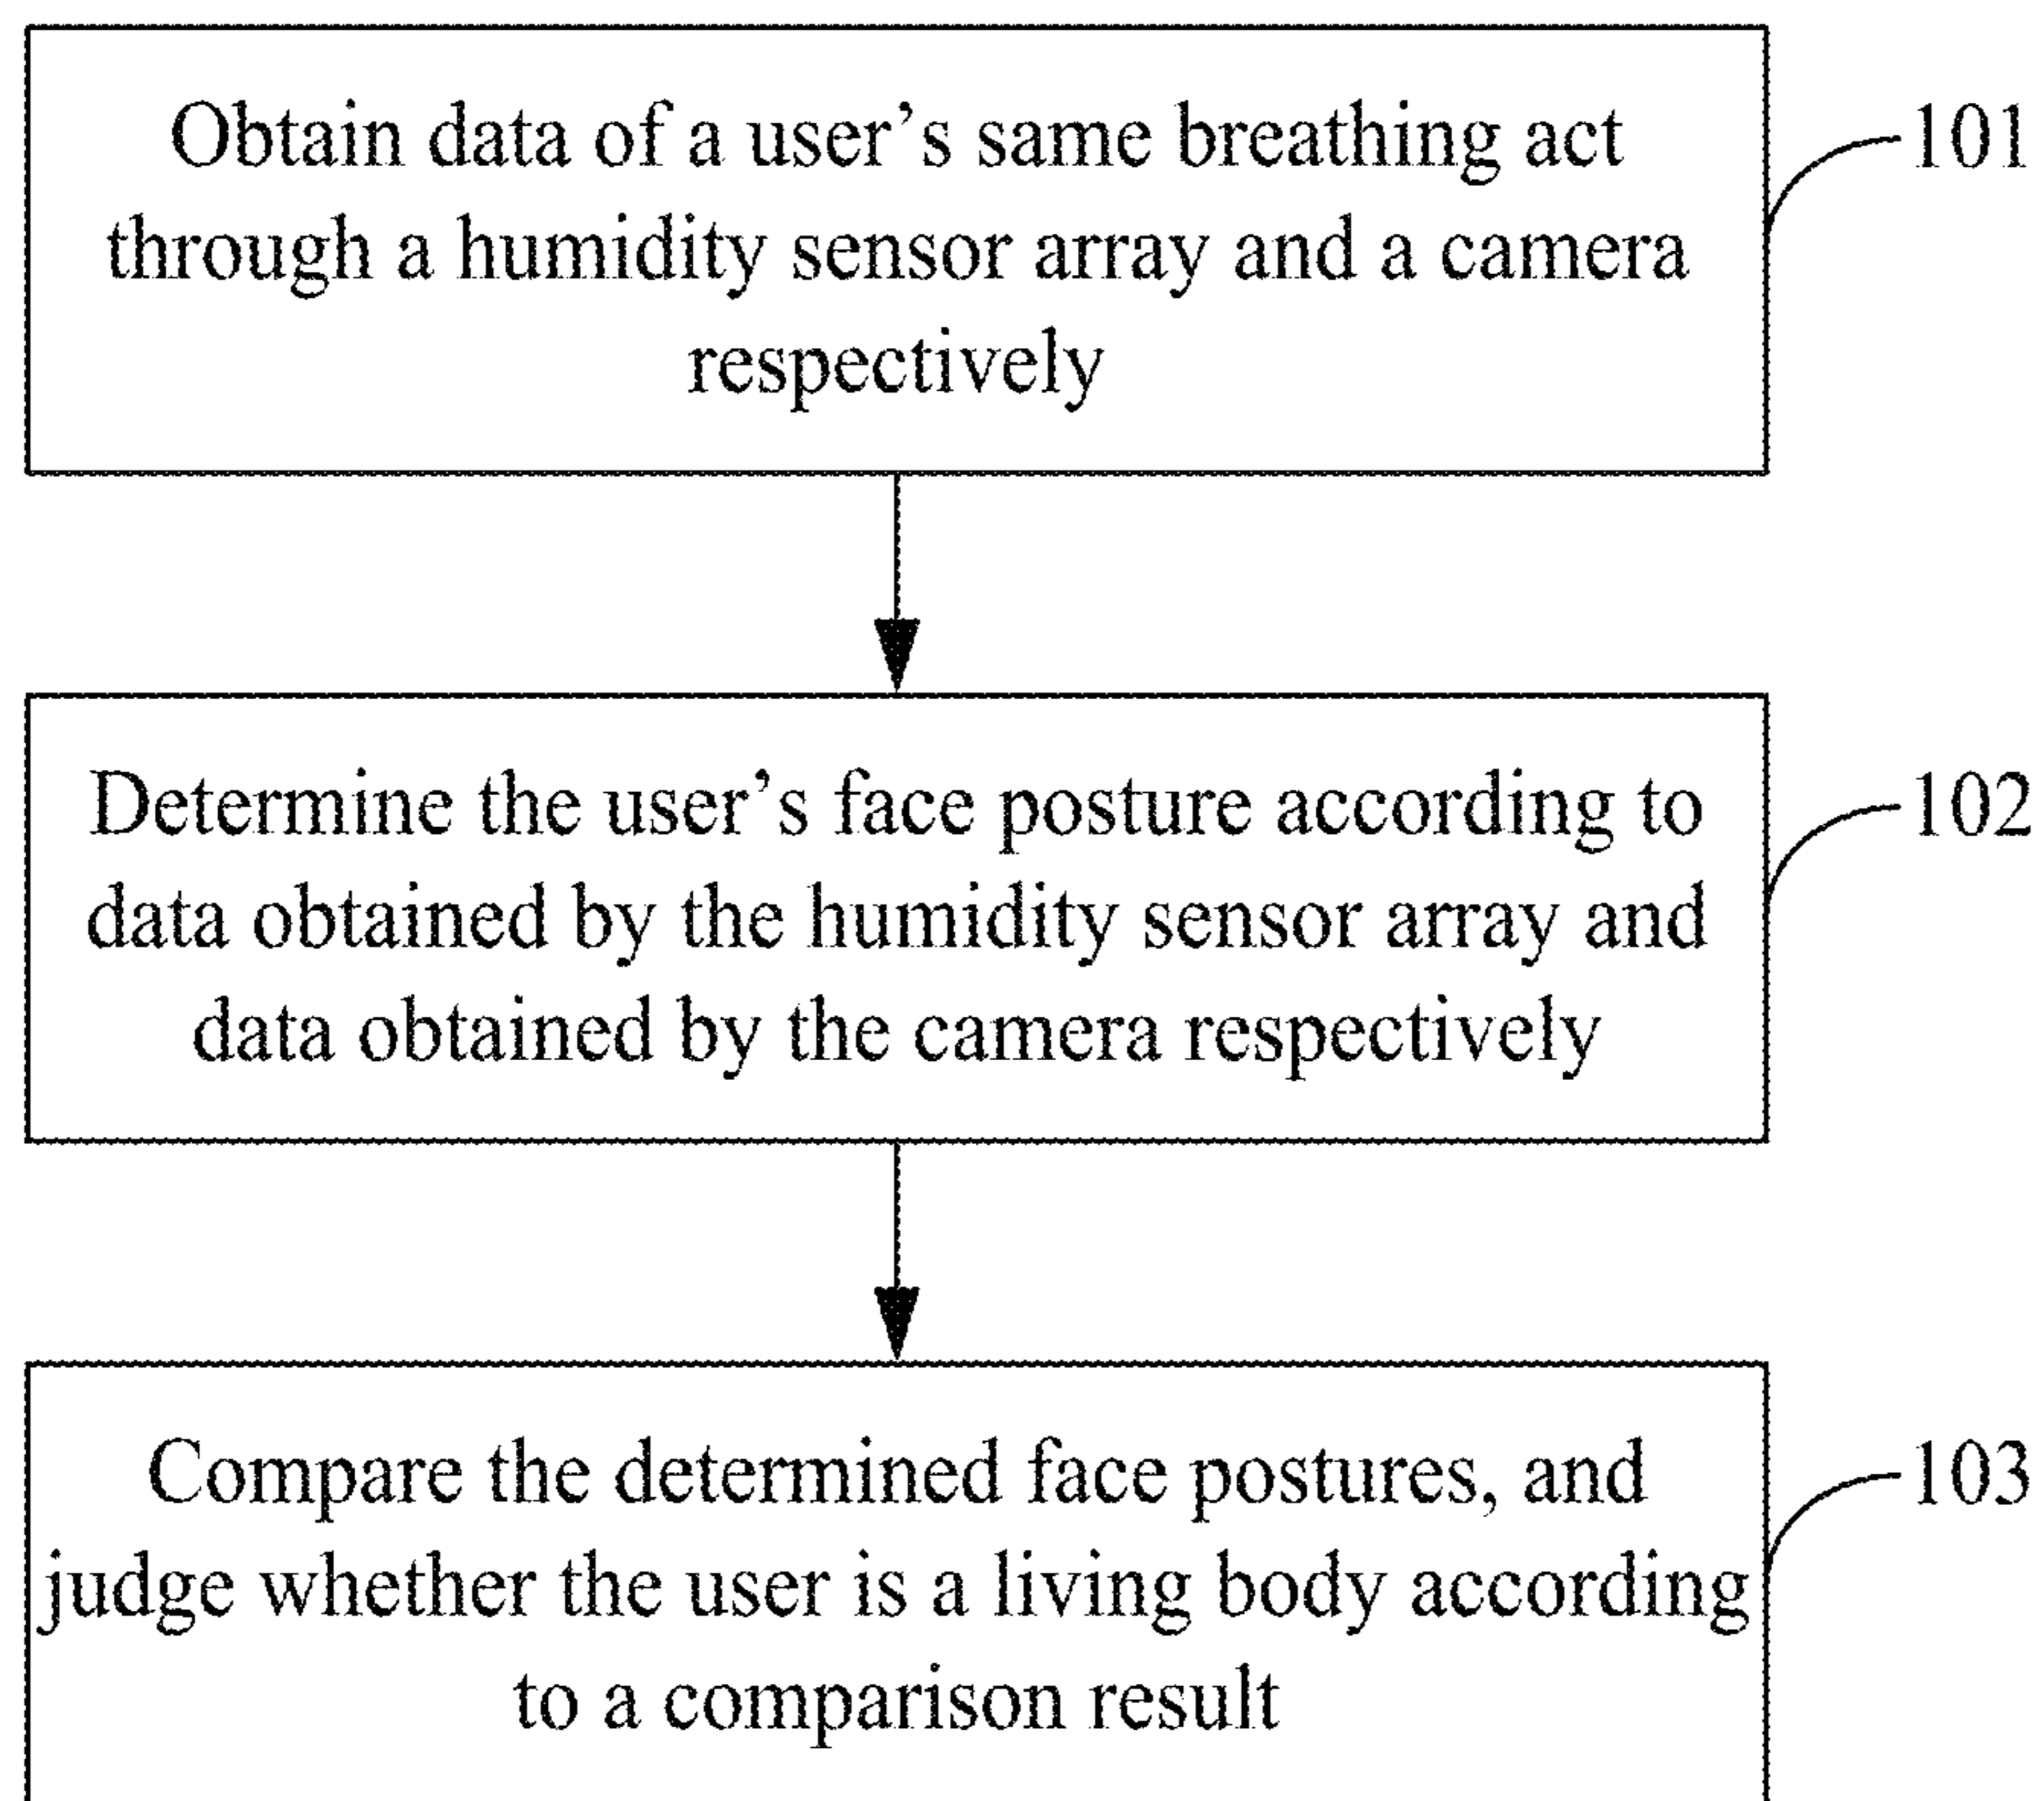 Obtain data of a user’s same breathing act
through a humidity sensor array and a camera
respectively
101
Determine the user’s face posture according to
data obtained by the humidity sensor array and
data obtained by the camera respectively
102
Compare the determined face postures, and
judge whether the user is a living body according
to a comparison result
103